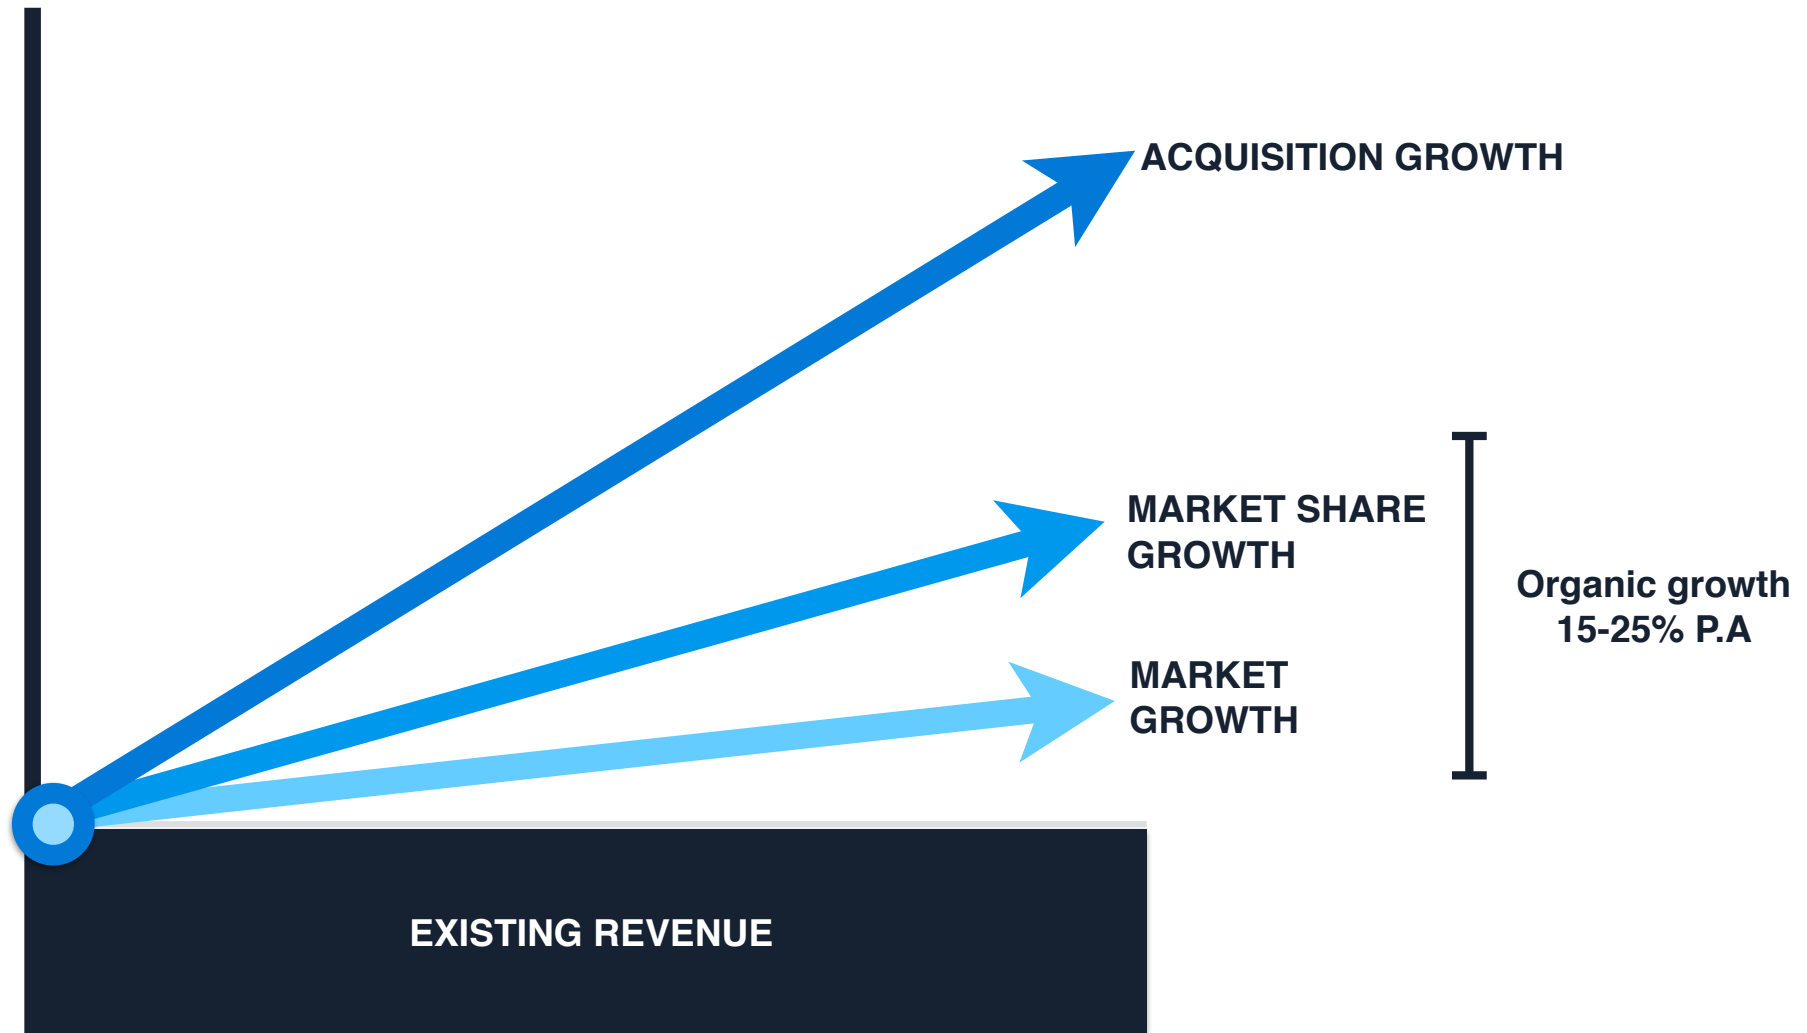 ACQUISITION GROWTH
MARKET SHARE
GROWTH
Organic growth
15-25% P.A
MARKET
GROWTH
EXISTING REVENUE